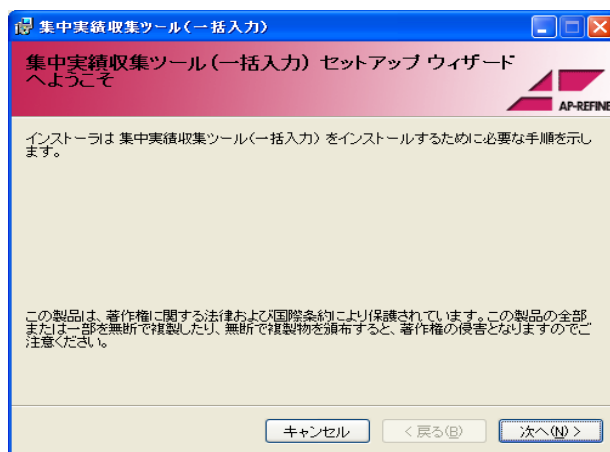 集中実績収集ツール(一括入力)
集中実績収集ツール(一括入力) セットアップ ウィザード
へようこそ
AP-REFINE
インストーラは 集中実績収集ツール(一括入力) をインストールするために必要な手順を示し
ます。
この製品は、著作権に関する法律および国際条約により保護されています。この製品の全部
または一部を無断で複製したり、無断で複製物を頒布すると、著作権の侵害となりますのでご
注意ください。
キャンセル
< 戻る(B)
次へ(N) >